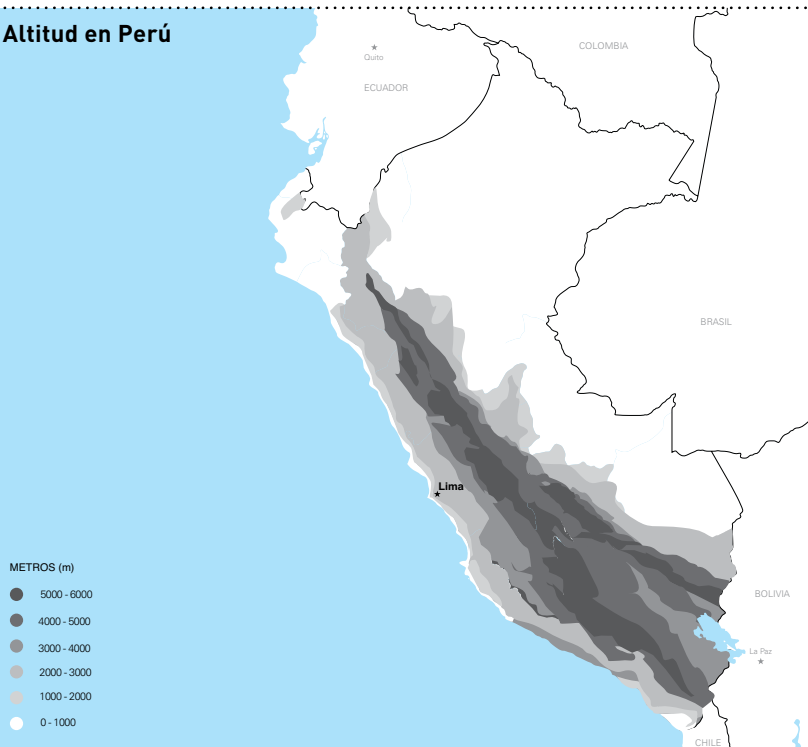 Altitud en Perú
COLOMBIA
Quito
ECUADOR
BRASIL
Lima
METROS (m)
5000 - 6000
4000 - 5000
3000 - 4000
2000 - 3000
1000 - 2000
0 - 1000
BOLIVIA
La Paz
CHILE